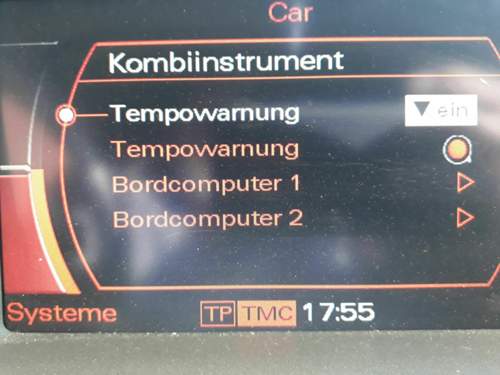 Car
Kombiinstrument
Tempowarnung ein
Tempowarnung
Bordcomputer 1
Bordcomputer 2
Systeme TP TMC 17:55